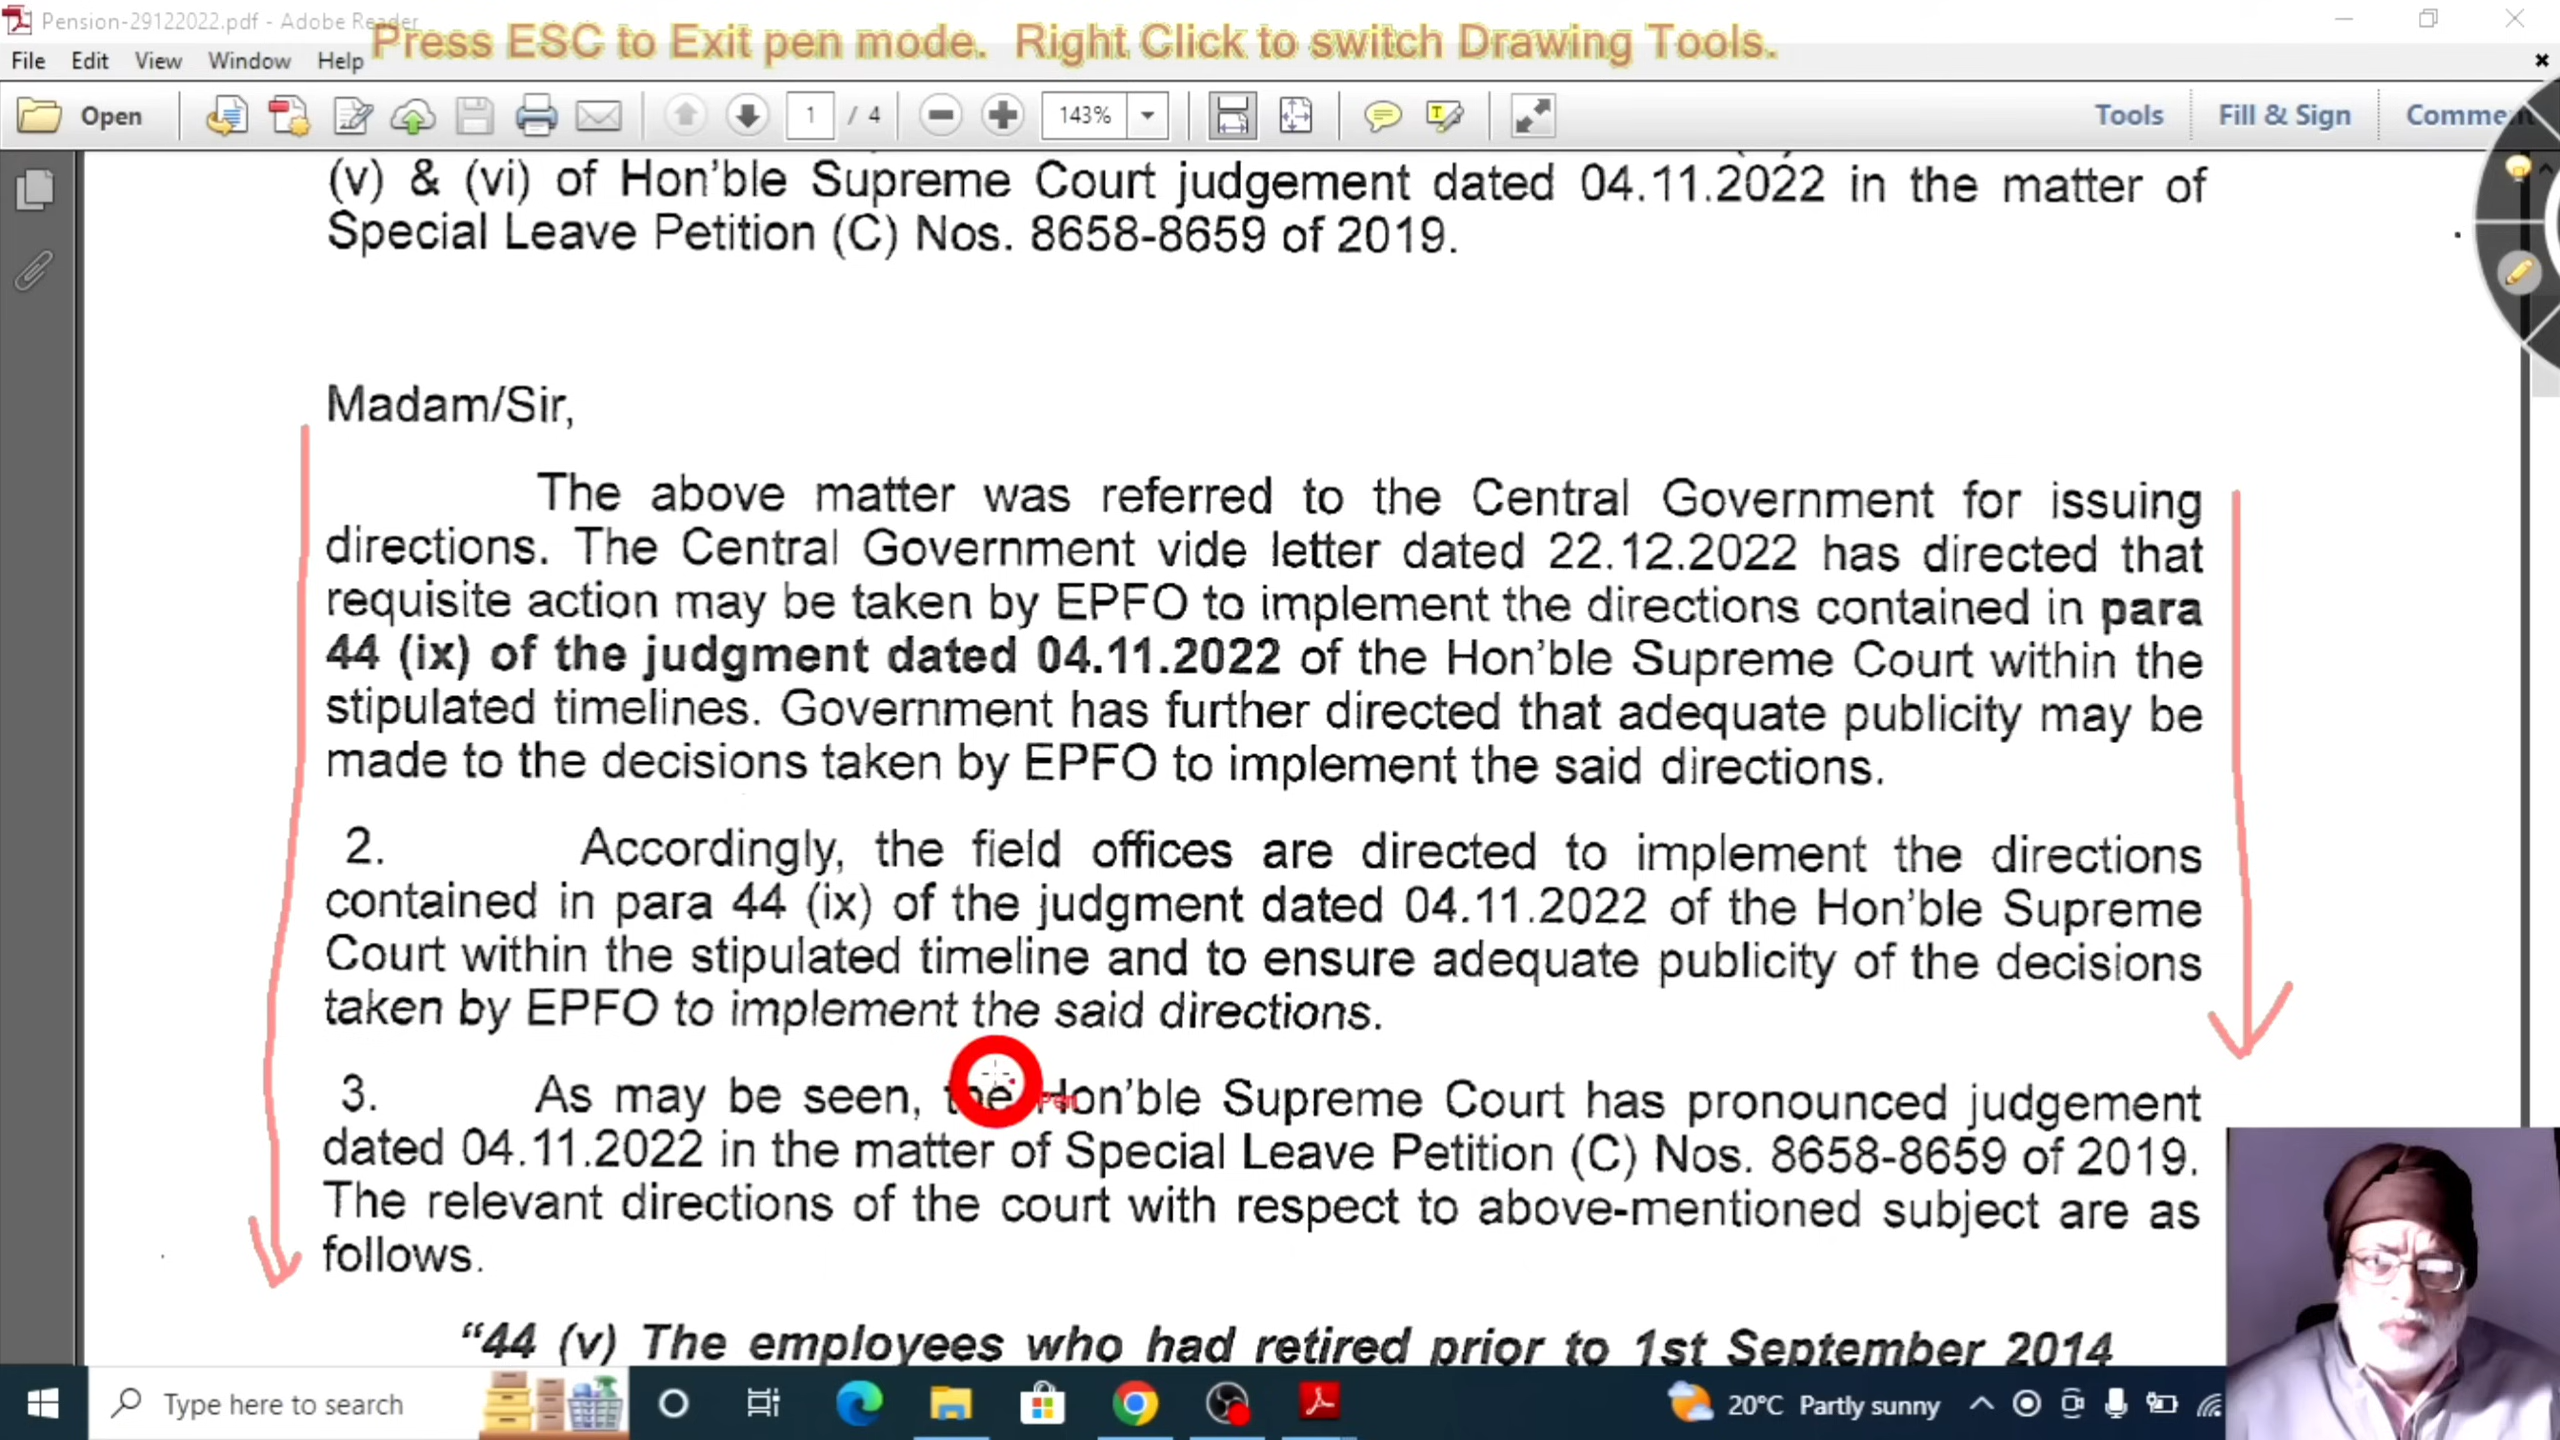 Pension-29122022.pdf - Adobe Reader
Press ESC to Exit pen mode. Right Click to switch Drawing Tools.
File Edit View Window Help
Open 1 / 4 143% Tools Fill & Sign
(v) & (vi) of Hon'ble Supreme Court judgement dated 04.11.2022 in the matter of
Special Leave Petition (C) Nos. 8658-8659 of 2019.
Madam/Sir,
The above matter was referred to the Central Government for issuing
directions. The Central Government vide letter dated 22.12.2022 has directed that
requisite action may be taken by EPFO to implement the directions contained in para
44 (ix) of the judgment dated 04.11.2022 of the Hon'ble Supreme Court within the
stipulated timelines. Government has further directed that adequate publicity may be
made to the decisions taken by EPFO to implement the said directions.
2. Accordingly, the field offices are directed to implement the directions
contained in para 44 (ix) of the judgment dated 04.11.2022 of the Hon'ble Supreme
Court within the stipulated timeline and to ensure adequate publicity of the decisions
taken by EPFO to implement the said directions.
3. As may be seen, the Hon'ble Supreme Court has pronounced judgement
Pen
dated 04.11.2022 in the matter of Special Leave Petition (C) Nos. 8658-8659 of 2019.
The relevant directions of the court with respect to above-mentioned subject are as
follows.
"44 (v) The employees who had retired prior to 1st September 2014
Type here to search 20°C Partly sunny